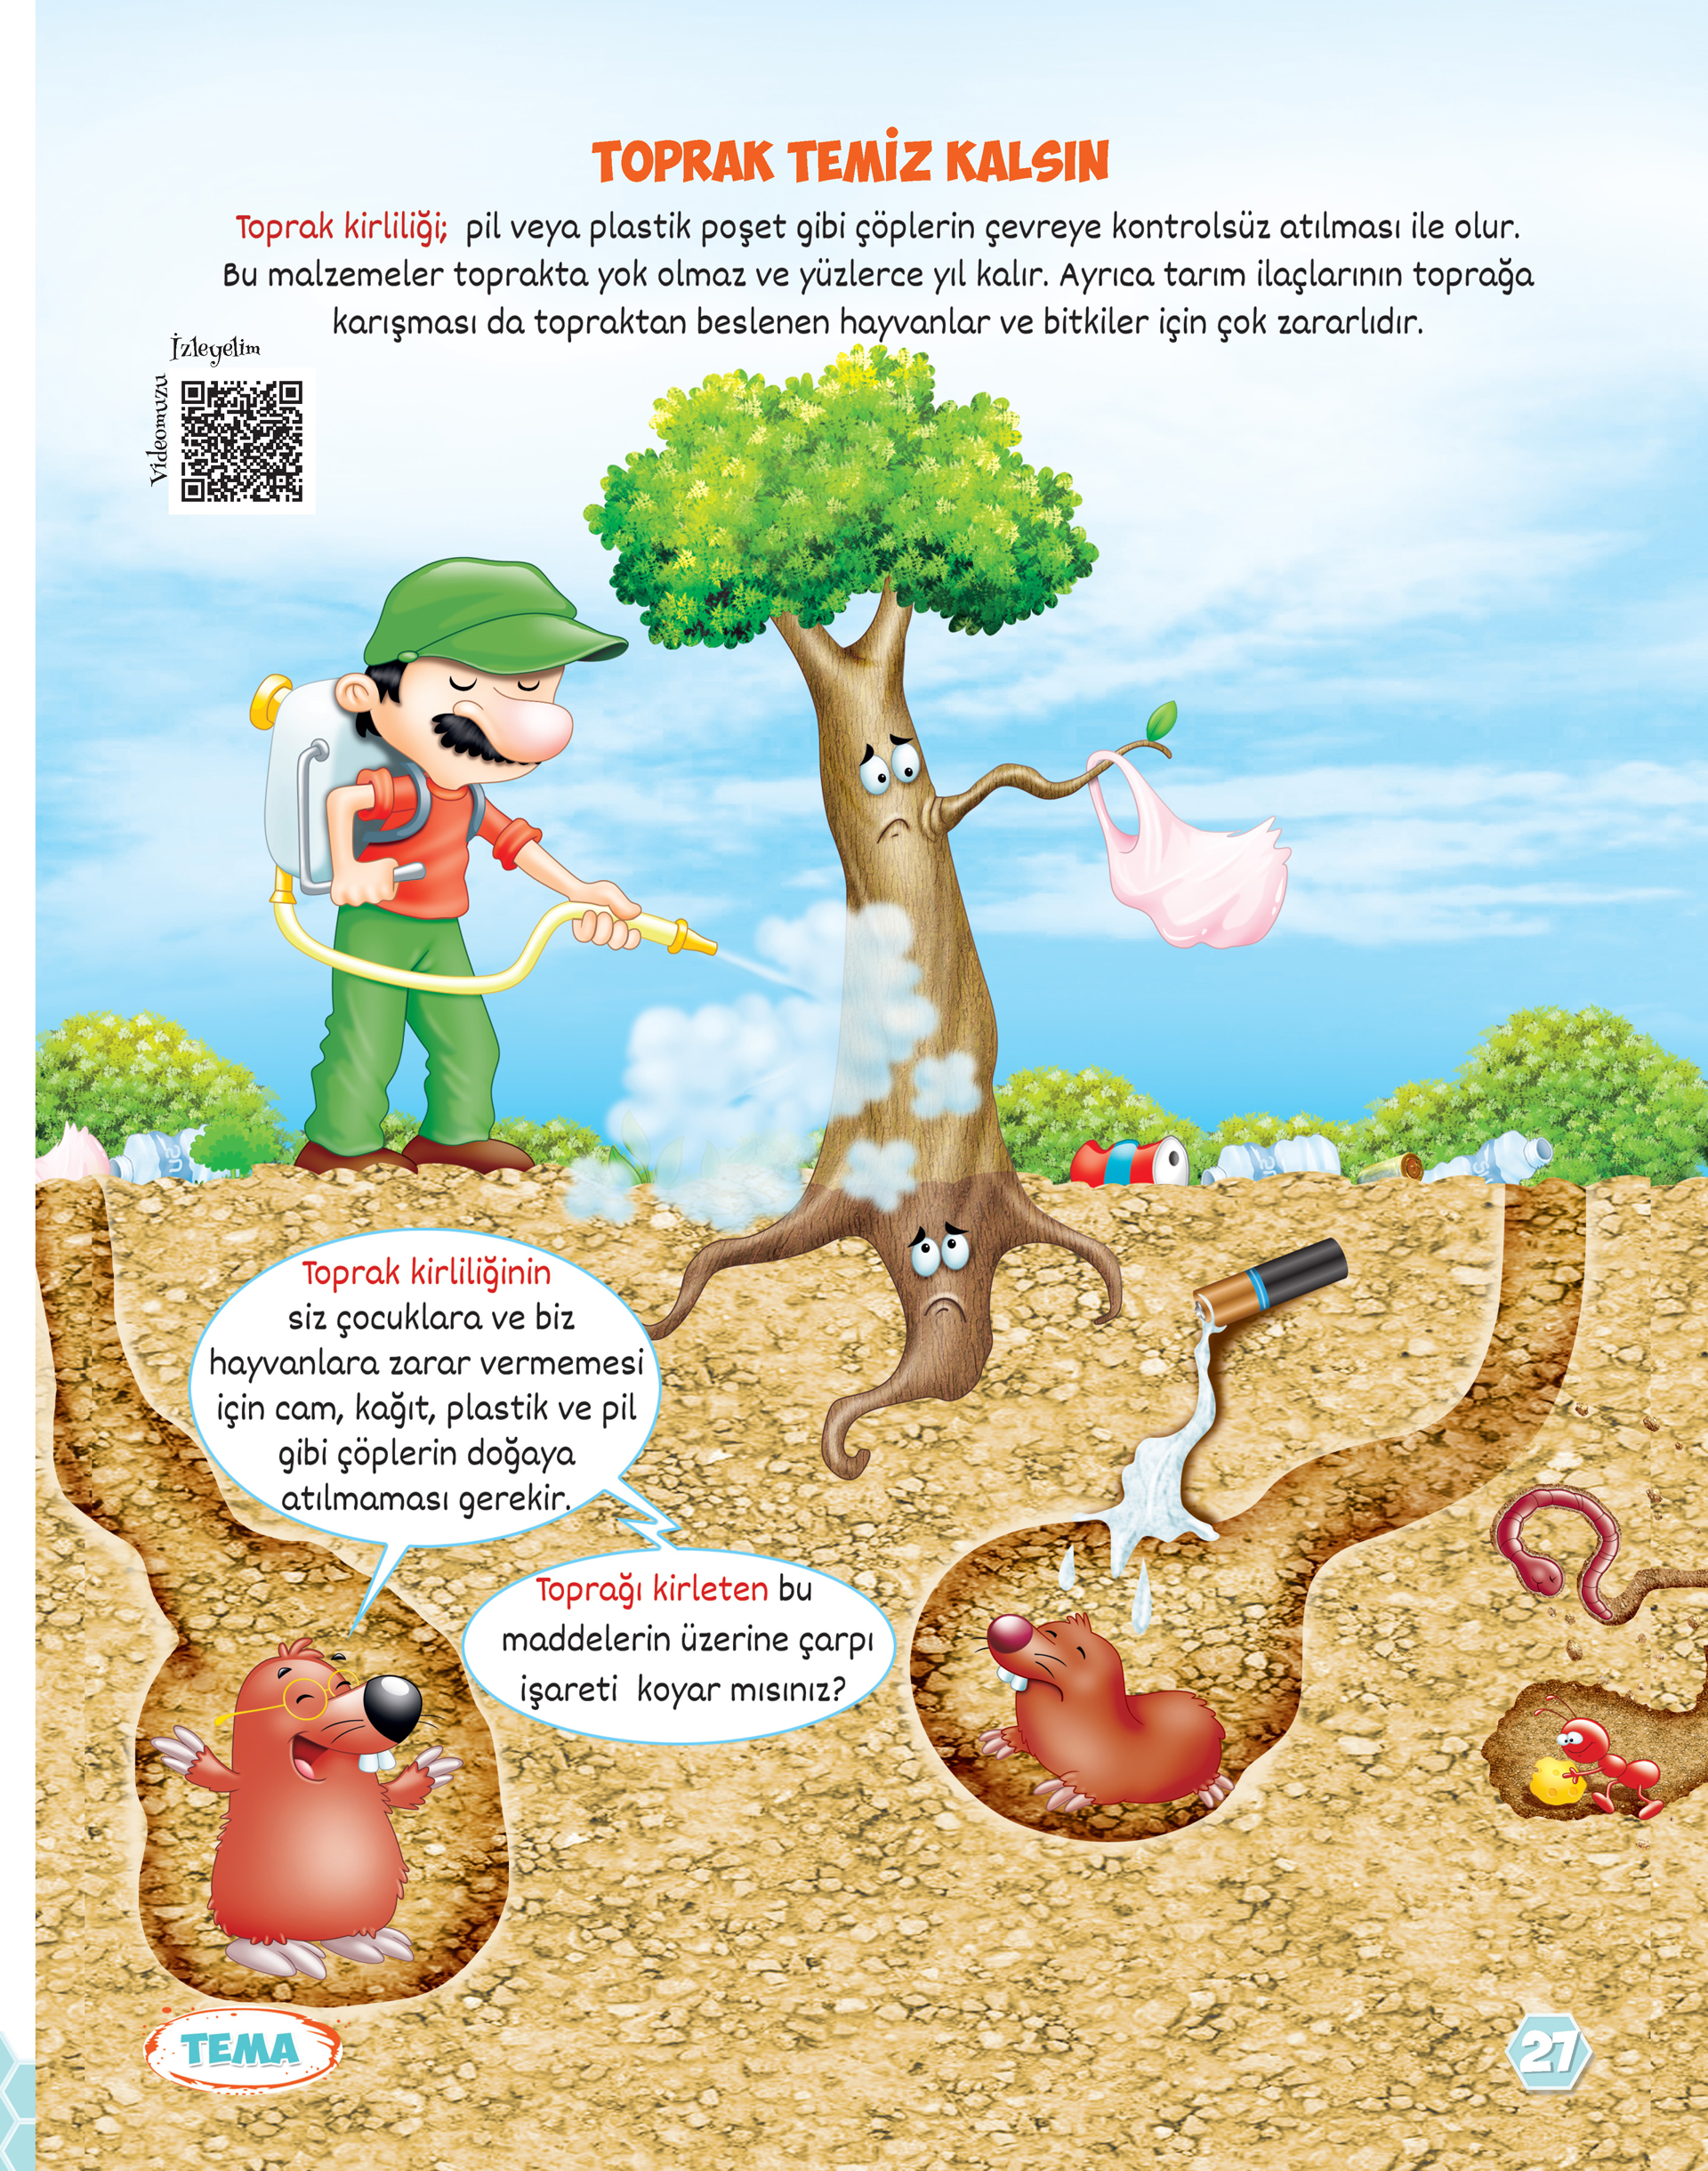 TOPRAK TEMİZ KALSIN
Toprak kirliliği; pil veya plastik poşet gibi çöplerin çevreye kontrolsüz atılması ile olur.
Bu malzemeler toprakta yok olmaz ve yüzlerce yıl kalır. Ayrıca tarım ilaçlarının toprağa
karışması da topraktan beslenen hayvanlar ve bitkiler için çok zararlıdır.
İzleyelim
Videomuzu
Toprak kirliliğinin
siz çocuklara ve biz
hayvanlara zarar vermemesi
için cam, kağıt, plastik ve pil
gibi çöplerin doğaya
atılmaması gerekir.
Toprağı kirleten bu
maddelerin üzerine çarpı
işareti koyar mısınız?
TEMA
27